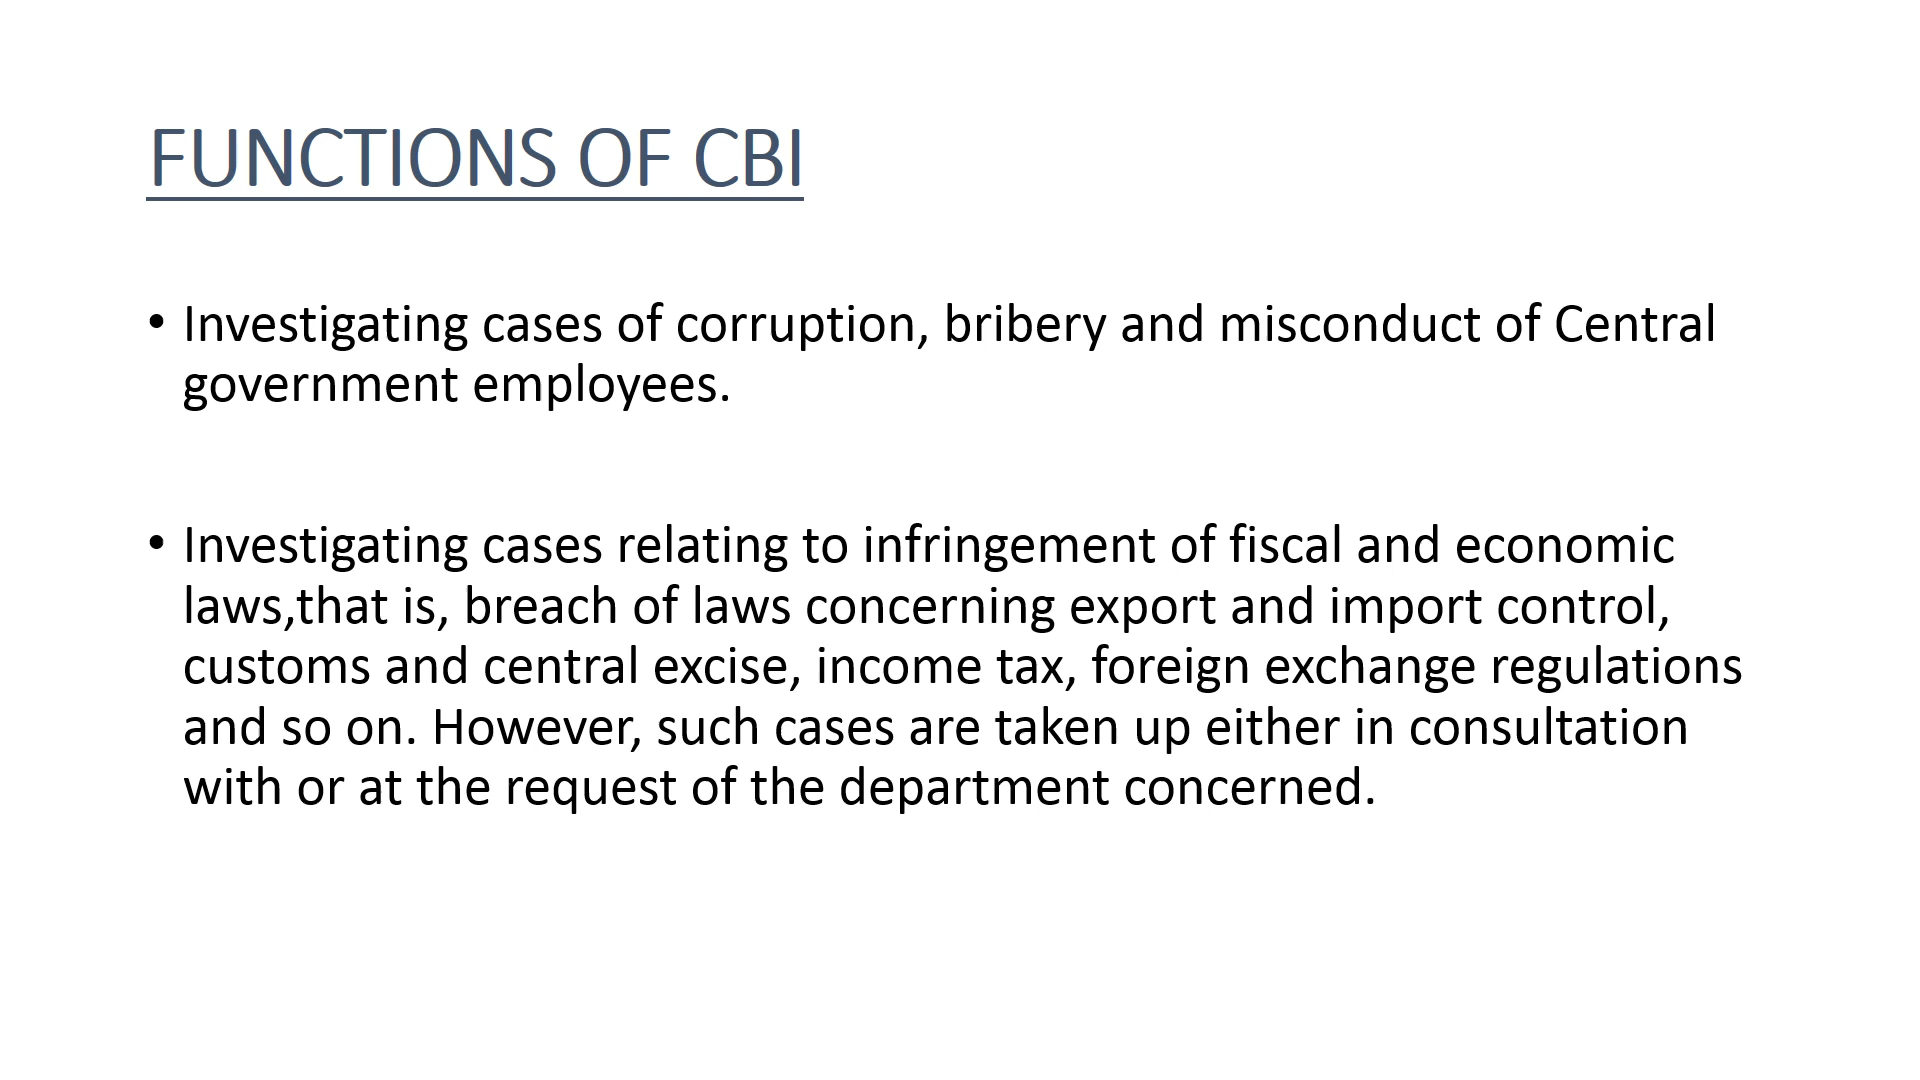 FUNCTIONS OF CBI
• Investigating cases of corruption, bribery and misconduct of Central
government employees.
• Investigating cases relating to infringement of fiscal and economic
laws,that is, breach of laws concerning export and import control,
customs and central excise, income tax, foreign exchange regulations
and so on. However, such cases are taken up either in consultation
with or at the request of the department concerned.